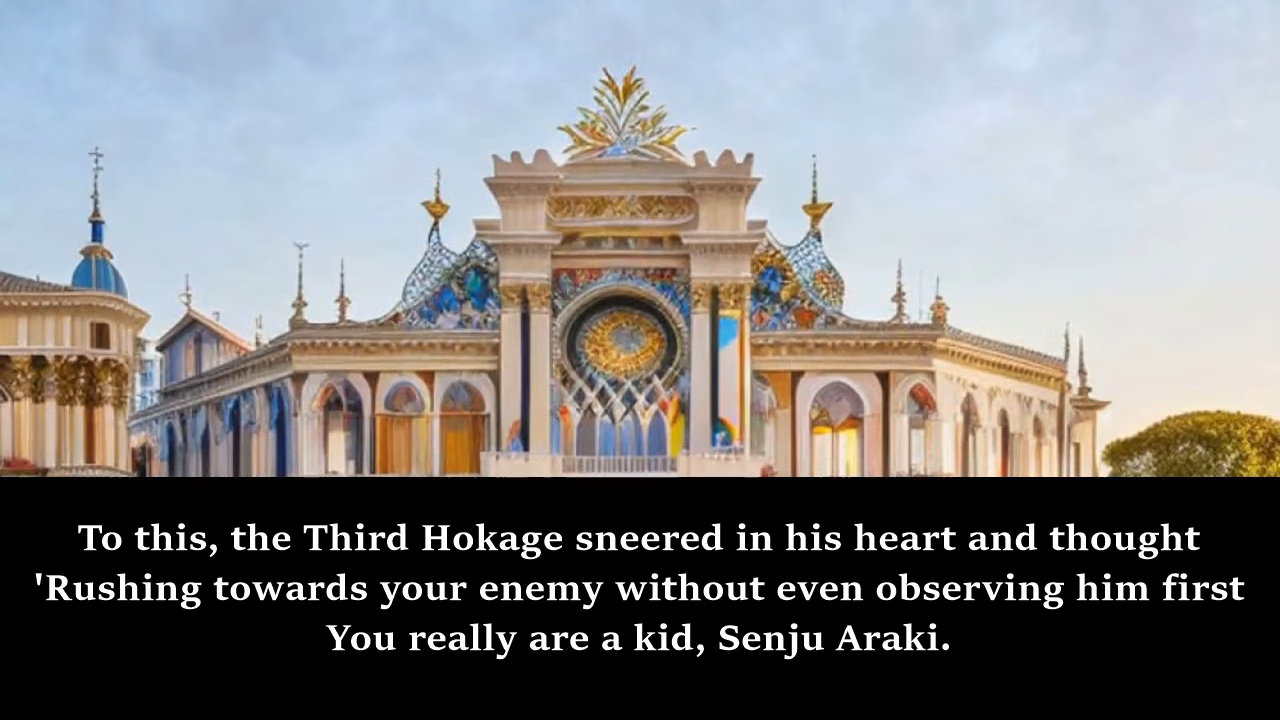 To this, the Third Hokage sneered in his heart and thought
'Rushing towards your enemy without even observing him first
You really are a kid, Senju Araki.